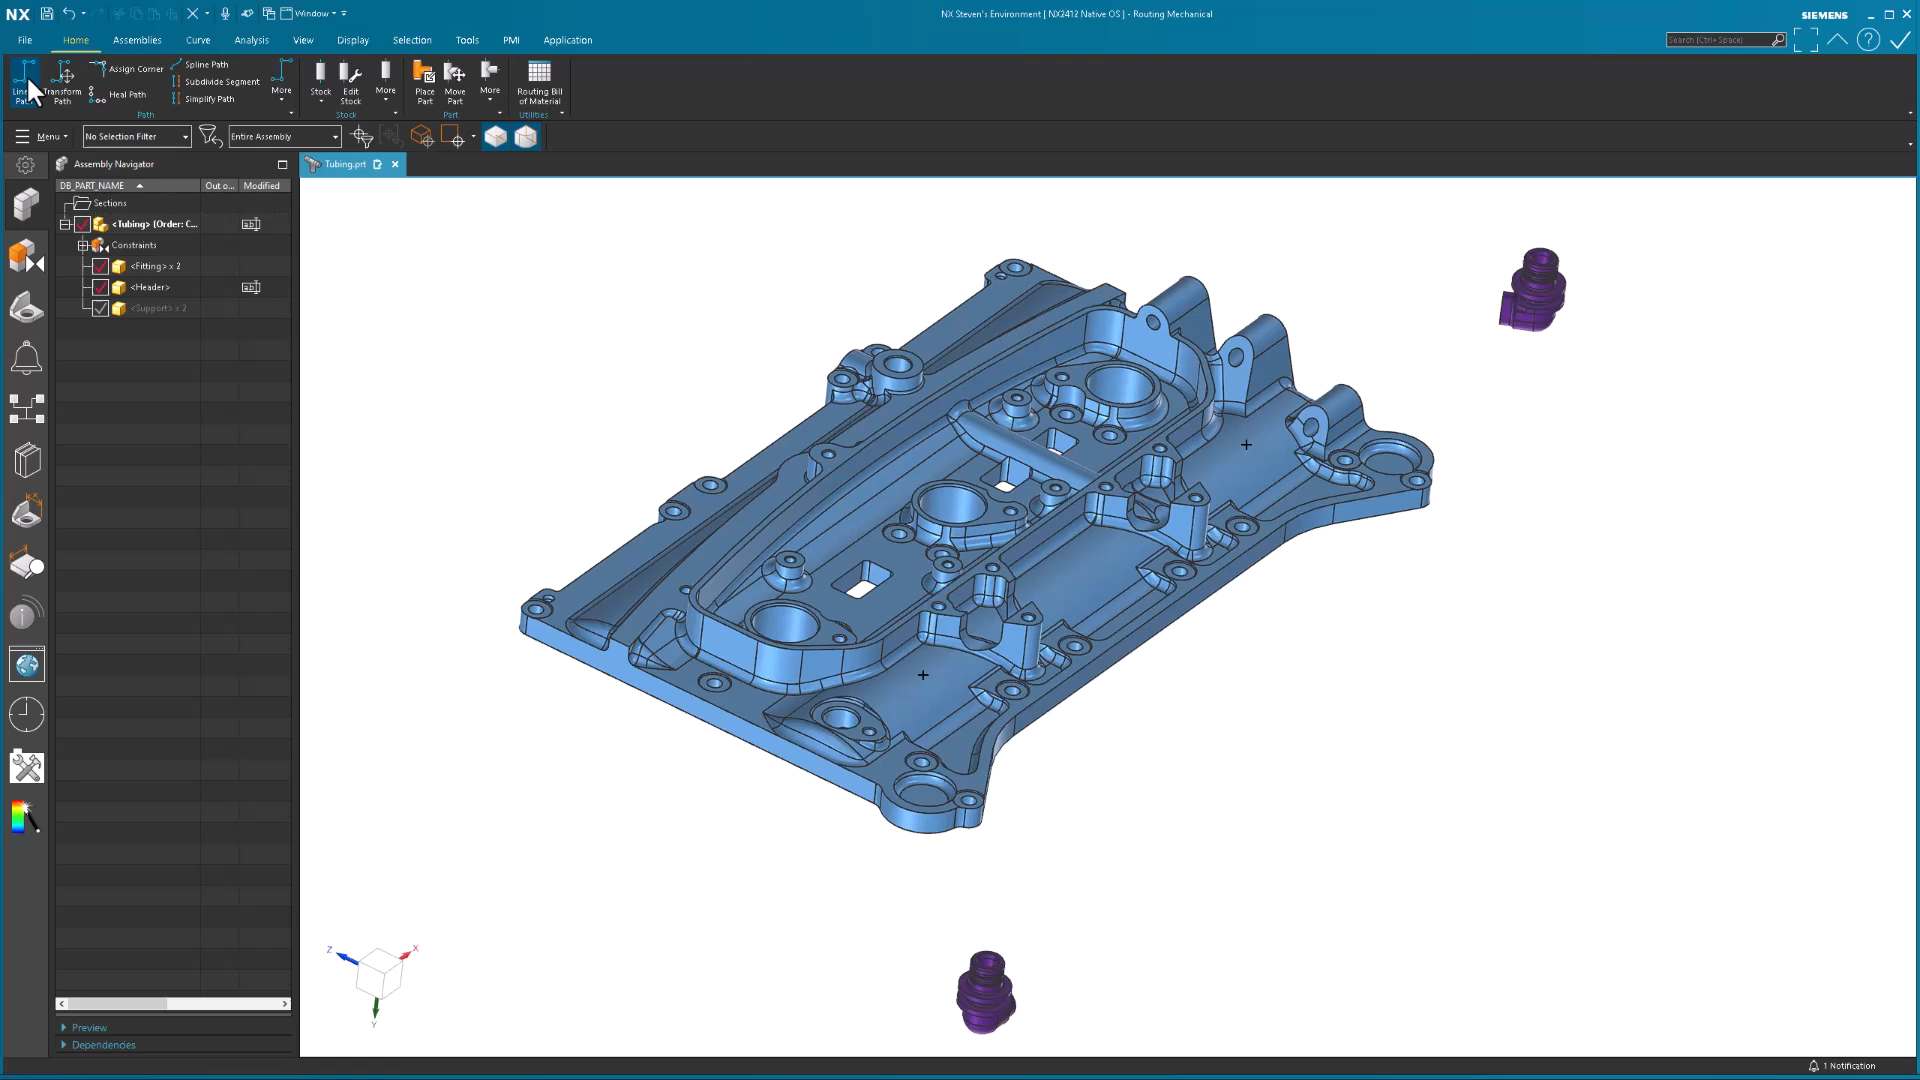 NX
Window
NX Steven's Environment [ NX2412 Native OS ] - Routing Mechanical
SIEMENS
File
Home
Assemblies
Curve
Analysis
View
Display
Selection
Tools
PMI
Application
Search (Ctrl+Space)
Transform
Path
Assign Corner
Heal Path
Spline Path
Subdivide Segment
Simplify Path
More
Path
Stock
Edit
Stock
More
Stock
Place
Part
Move
Part
More
Part
Routing Bill
of Material
Utilities
Menu
No Selection Filter
Entire Assembly
Assembly Navigator
Tubing.prt
DB_PART_NAME
Out o...
Modified
Sections
<Tubing> (Order: C...
Constraints
<Fitting> x 2
<Header>
<Support> x 2
Z
X
Y
Preview
Dependencies
1 Notification